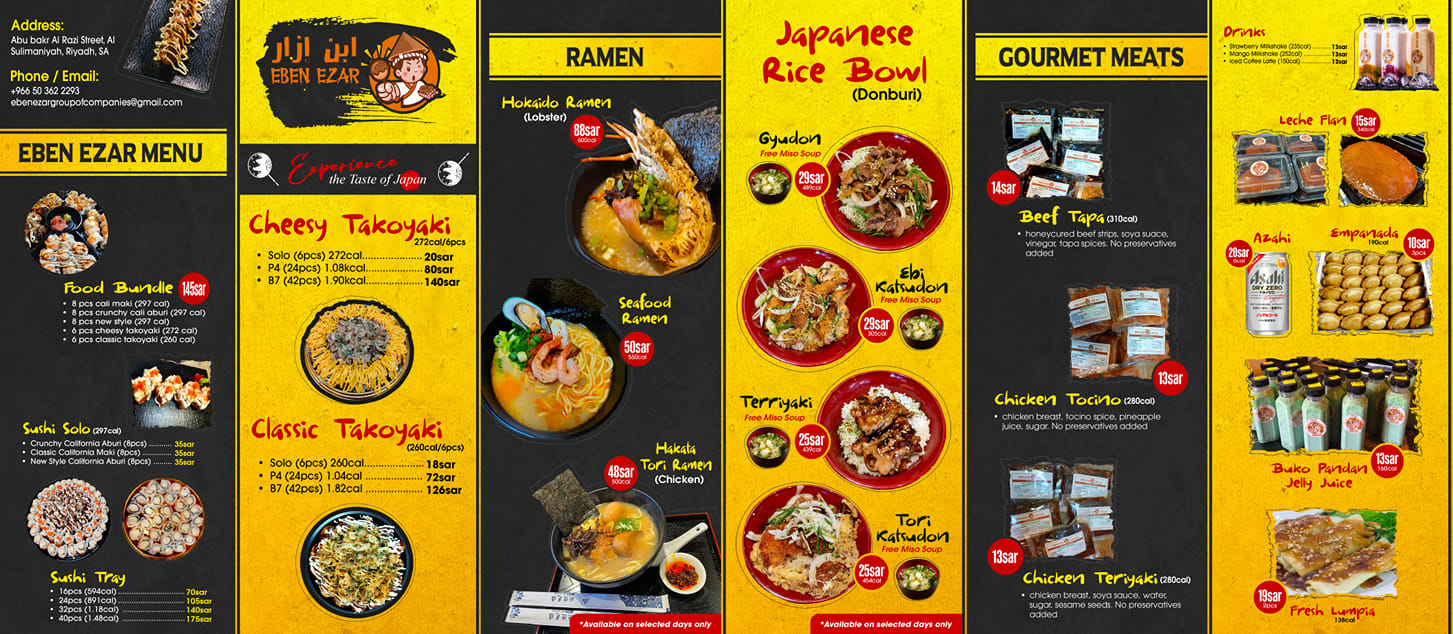 Address:
Abu bakr Al Razi Street, Al
Sulimaniyah, Riyadh, SA
Phone / Email:
+966 50 362 2293
ebenezargroupofcompanies@gmail.com
EBEN EZAR MENU
Food Bundle 145sar
• 8 pcs cali maki (297 cal)
• 8 pcs crunchy cali aburi (297 cal)
• 8 pcs new style (297 cal)
• 6 pcs cheesy takoyaki (272 cal)
• 6 pcs classic takoyaki (260 cal)
Sushi Solo (297cal)
• Crunchy California Aburi (8pcs) ........... 35sar
• Classic California Maki (8pcs) ............. 35sar
• New Style California Aburi (8pcs) ........ 35sar
Sushi Tray
• 16pcs (594cal) .............................. 70sar
• 24pcs (891cal) .............................. 105sar
• 32pcs (1.18cal) .............................. 140sar
• 40pcs (1.48cal) .............................. 175sar
ابن ازار
EBEN EZAR
Experience
the Taste of Japan
Cheesy Takoyaki
272cal/6pcs
• Solo (6pcs) 272cal...................... 20sar
• P4 (24pcs) 1.08kcal.................... 80sar
• B7 (42pcs) 1.90kcal.................... 140sar
Classic Takoyaki
(260cal/6pcs)
• Solo (6pcs) 260cal...................... 18sar
• P4 (24pcs) 1.04cal ...................... 72sar
• B7 (42pcs) 1.82cal ..................... 126sar
RAMEN
Hokaido Ramen
(Lobster)
88sar
600cal
Seafood
Ramen
50sar
550cal
Hakata
Tori Ramen
(Chicken)
48sar
500cal
*Available on selected days only
Japanese
Rice Bowl
(Donburi)
Gyudon
Free Miso Soup
29sar
489cal
Ebi
Katsudon
Free Miso Soup
29sar
305cal
Terriyaki
Free Miso Soup
25sar
439cal
Tori
Katsudon
Free Miso Soup
25sar
454cal
*Available on selected days only
GOURMET MEATS
14sar
Beef Tapa (310cal)
• honeycured beef strips, soya suace,
vinegar, tapa spices. No preservatives
added
13sar
Chicken Tocino (280cal)
• chicken breast, tocino spice, pineapple
juice, sugar. No preservatives added
13sar
Chicken Teriyaki (280cal)
• chicken breast, soya sauce, water,
sugar, sesame seeds. No preservatives
added
Drinks
• Strawberry Milkshake (235cal) ........ 13sar
• Mango Milkshake (252cal) ............. 13sar
• Iced Coffee Latte (150cal) .............. 13sar
Leche Flan 15sar
340cal
Azahi
20sar
0cal
Asahi
DRY ZERO
Empanada
190cal
10sar
3pcs
Buko Pandan
Jelly Juice
13sar
160cal
19sar
2pcs
Fresh Lumpia
138cal